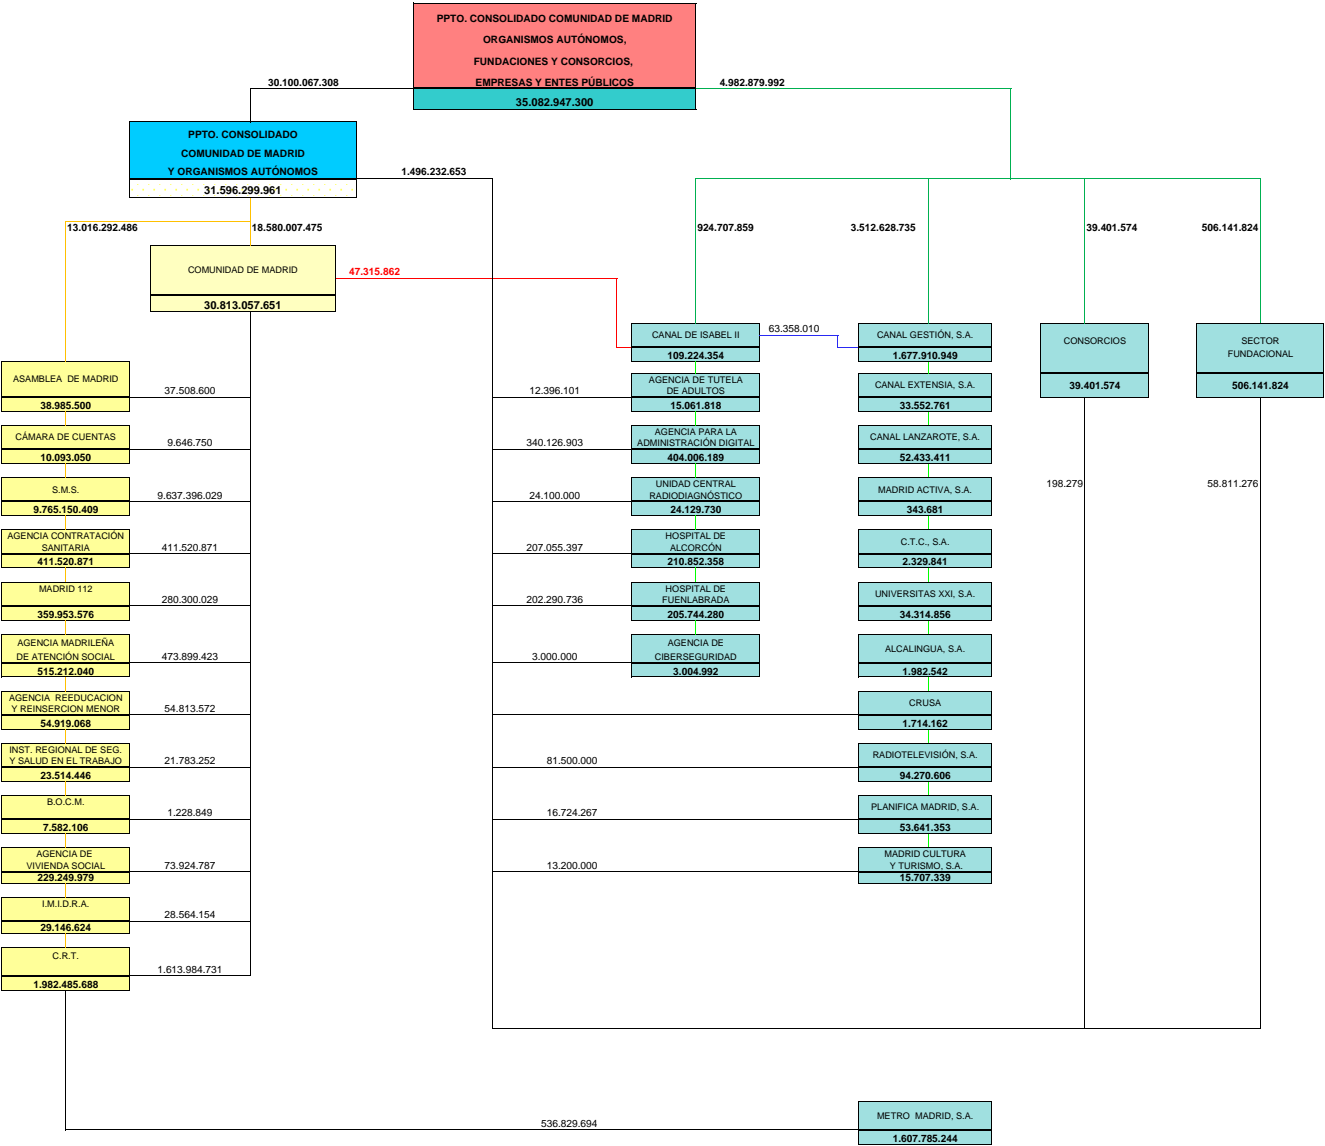 PPTO. CONSOLIDADO COMUNIDAD DE MADRID
ORGANISMOS AUTÓNOMOS,
FUNDACIONES Y CONSORCIOS,
EMPRESAS Y ENTES PÚBLICOS
35.082.947.300
30.100.067.308
4.982.879.992
PPTO. CONSOLIDADO
COMUNIDAD DE MADRID
Y ORGANISMOS AUTÓNOMOS
31.596.299.961
1.496.232.653
13.016.292.486
18.580.007.475
924.707.859
3.512.628.735
39.401.574
506.141.824
COMUNIDAD DE MADRID
30.813.057.651
47.315.862
ASAMBLEA DE MADRID
38.985.500
37.508.600
CÁMARA DE CUENTAS
10.093.050
9.646.750
S.M.S.
9.765.150.409
9.637.396.029
AGENCIA CONTRATACIÓN
SANITARIA
411.520.871
411.520.871
MADRID 112
359.953.576
280.300.029
AGENCIA MADRILEÑA
DE ATENCIÓN SOCIAL
515.212.040
473.899.423
AGENCIA REEDUCACION
Y REINSERCION MENOR
54.919.068
54.813.572
INST. REGIONAL DE SEG.
Y SALUD EN EL TRABAJO
23.514.446
21.783.252
B.O.C.M.
7.582.106
1.228.849
AGENCIA DE
VIVIENDA SOCIAL
229.249.979
73.924.787
I.M.I.D.R.A.
29.146.624
28.564.154
C.R.T.
1.982.485.688
1.613.984.731
CANAL DE ISABEL II
109.224.354
63.358.010
12.396.101
AGENCIA DE TUTELA
DE ADULTOS
15.061.818
340.126.903
AGENCIA PARA LA
ADMINISTRACIÓN DIGITAL
404.006.189
24.100.000
UNIDAD CENTRAL
RADIODIAGNÓSTICO
24.129.730
207.055.397
HOSPITAL DE
ALCORCÓN
210.852.358
202.290.736
HOSPITAL DE
FUENLABRADA
205.744.280
3.000.000
AGENCIA DE
CIBERSEGURIDAD
3.004.992
CANAL GESTIÓN, S.A.
1.677.910.949
CANAL EXTENSIA, S.A.
33.552.761
CANAL LANZAROTE, S.A.
52.433.411
MADRID ACTIVA, S.A.
343.681
C.T.C., S.A.
2.329.841
UNIVERSITAS XXI, S.A.
34.314.856
ALCALINGUA, S.A.
1.982.542
CRUSA
1.714.162
81.500.000
RADIOTELEVISIÓN, S.A.
94.270.606
16.724.267
PLANIFICA MADRID, S.A.
53.641.353
13.200.000
MADRID CULTURA
Y TURISMO, S.A.
15.707.339
CONSORCIOS
39.401.574
198.279
SECTOR
FUNDACIONAL
506.141.824
58.811.276
536.829.694
METRO MADRID, S.A.
1.607.785.244